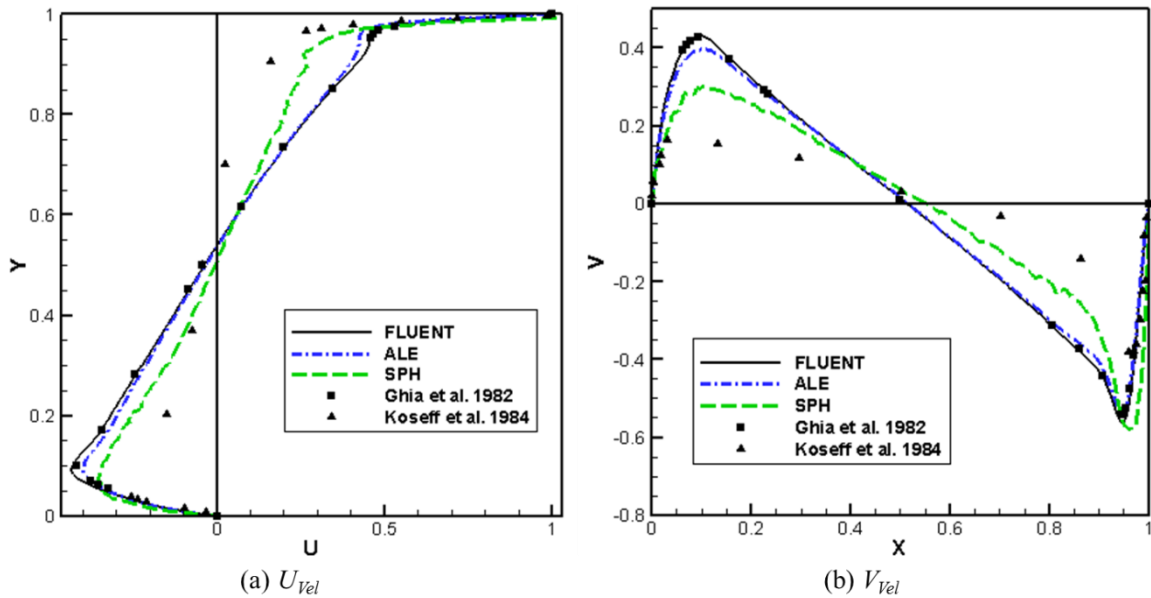 1
0.8
0.6
0.4
0.2
0
Y
0
0.5
1
U
FLUENT
ALE
SPH
Ghia et al. 1982
Koseff et al. 1984
(a) U_Vel
0.4
0.2
0
-0.2
-0.4
-0.6
-0.8
V
0
0.2
0.4
0.6
0.8
1
X
FLUENT
ALE
SPH
Ghia et al. 1982
Koseff et al. 1984
(b) V_Vel